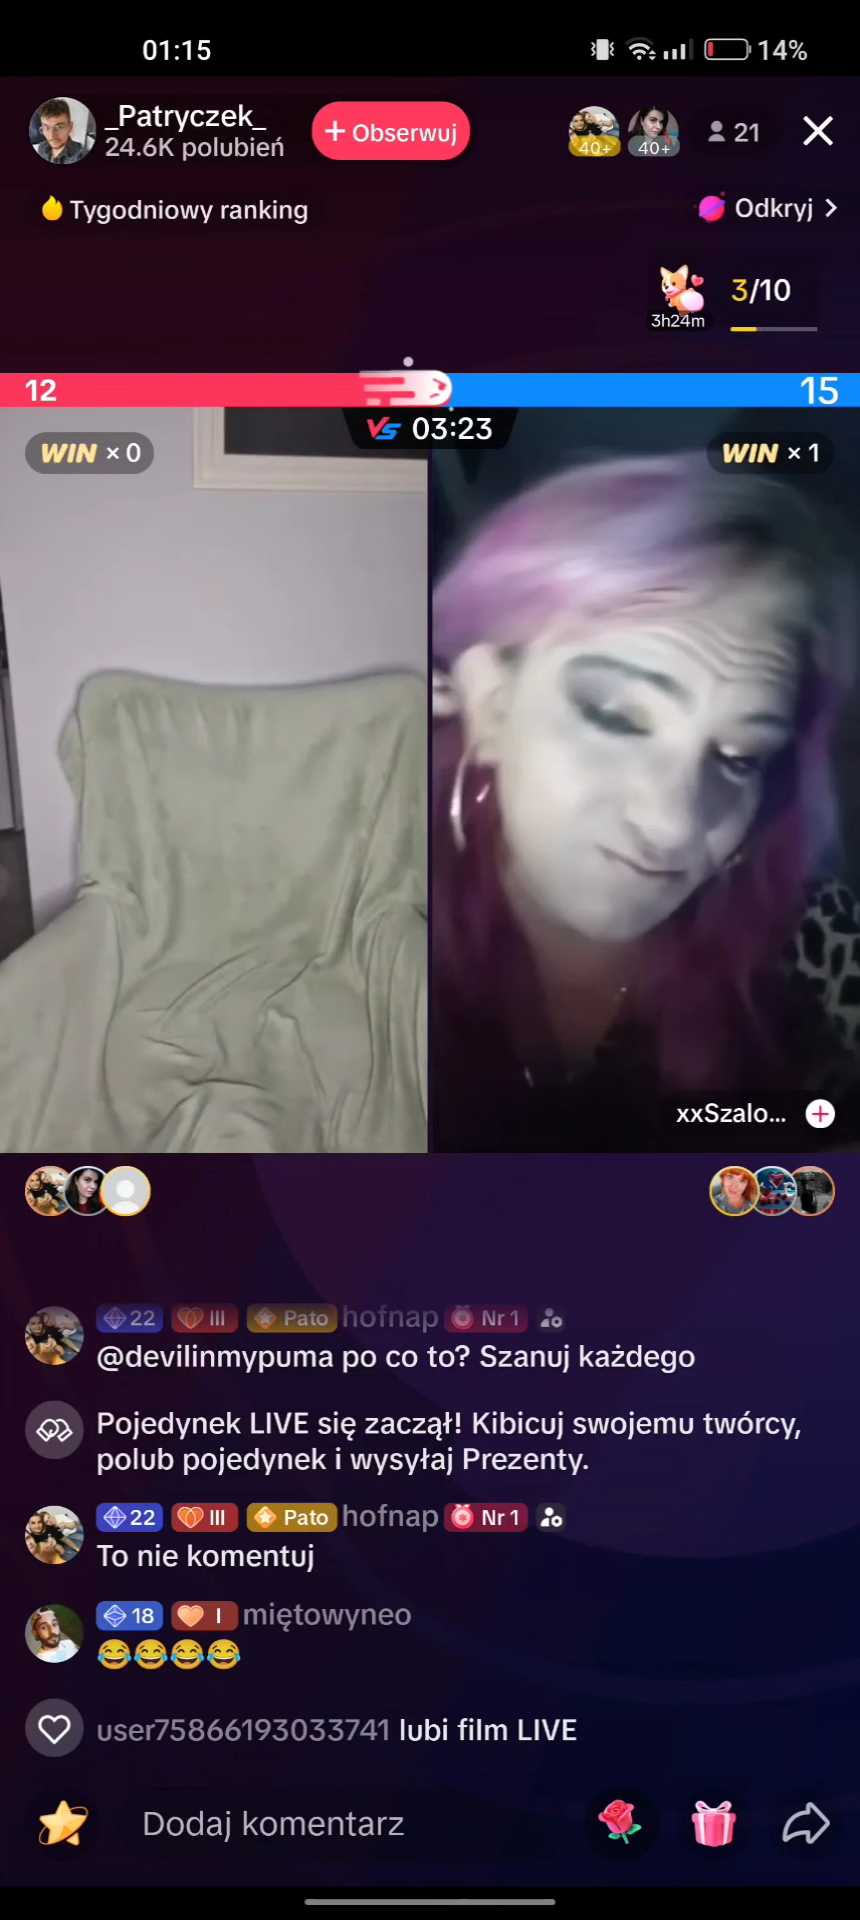 01:15
14%
_Patryczek_
24.6K polubień
+ Obserwuj
40+
40+
21
Tygodniowy ranking
Odkryj >
3/10
3h24m
12
15
VS 03:23
WIN × 0
WIN × 1
xxSzalo...
22 III Pato hofnap Nr 1
@devilinmypuma po co to? Szanuj każdego
Pojedynek LIVE się zaczął! Kibicuj swojemu twórcy,
polub pojedynek i wysyłaj Prezenty.
22 III Pato hofnap Nr 1
To nie komentuj
18 I miętowyneo
😂😂😂😂
user75866193033741 lubi film LIVE
Dodaj komentarz